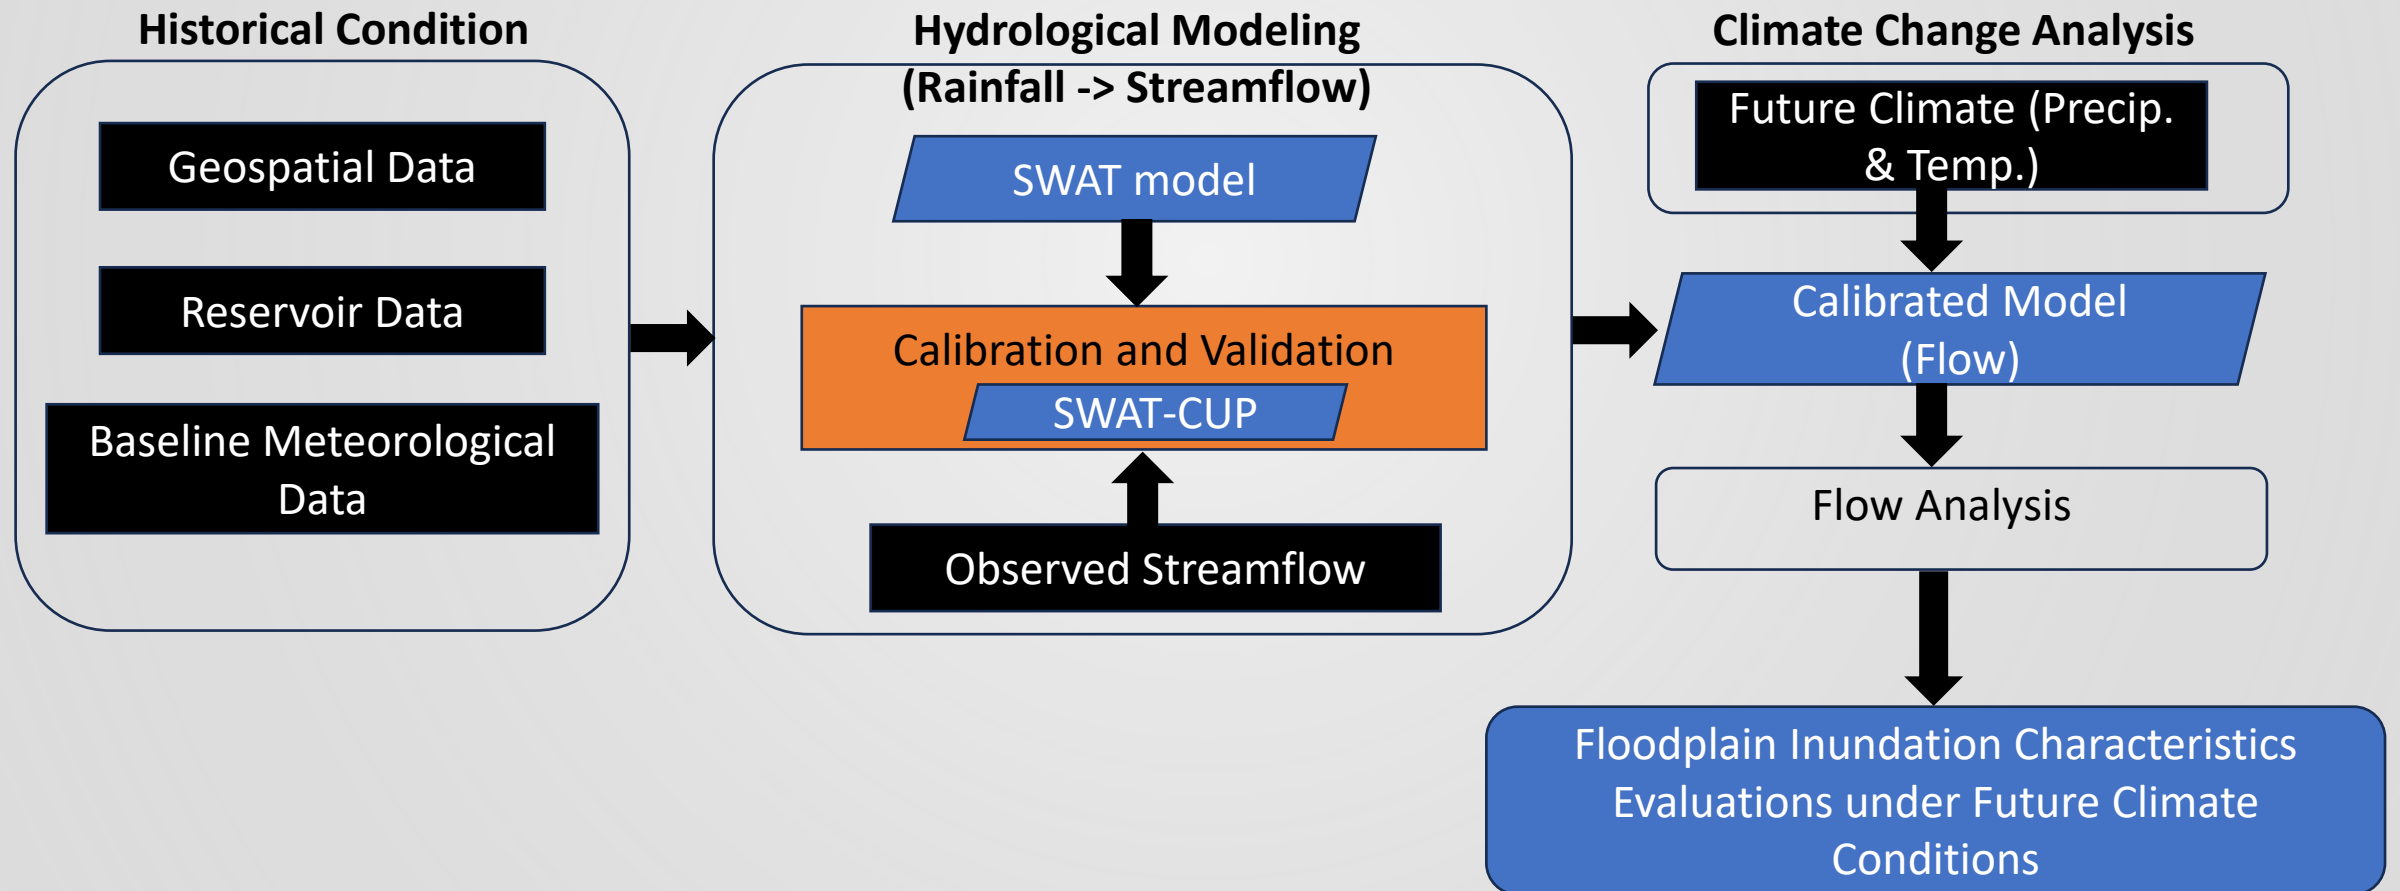 Historical Condition
Geospatial Data
Reservoir Data
Baseline Meteorological
Data
Hydrological Modeling
(Rainfall -> Streamflow)
SWAT model
Calibration and Validation
SWAT-CUP
Observed Streamflow
Climate Change Analysis
Future Climate (Precip.
& Temp.)
Calibrated Model
(Flow)
Flow Analysis
Floodplain Inundation Characteristics
Evaluations under Future Climate
Conditions